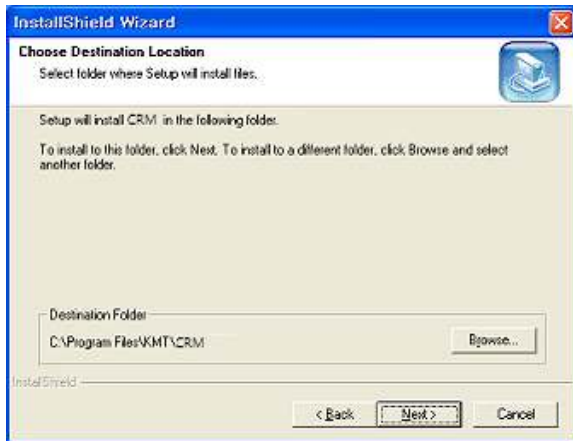 InstallShield Wizard
Choose Destination Location
Select folder where Setup will install files.
Setup will install CRM in the following folder.
To install to this folder, click Next. To install to a different folder, click Browse and select
another folder.
Destination Folder
C:\Program Files\KMT\CRM
Browse...
InstallShield
< Back
Next >
Cancel